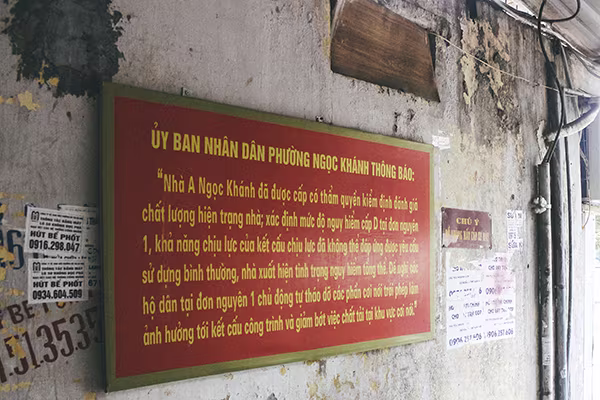 ỦY BAN NHÂN DÂN PHƯỜNG NGỌC KHÁNH THÔNG BÁO:
"Nhà A Ngọc Khánh đã được cấp có thẩm quyền kiểm định đánh giá
chất lượng hiện trạng nhà; xác định mức độ nguy hiểm cấp D tại đơn nguyên
1, khả năng chịu lực của kết cấu chịu lực đã không thể đáp ứng được yêu cầu
sử dụng bình thường, nhà xuất hiện tình trạng nguy hiểm tổng thể. Đề nghị các
hộ dân tại đơn nguyên 1 chủ động tự tháo dỡ các phần cơi nới trái phép làm
ảnh hưởng tới kết cấu công trình và giảm bớt việc chất tải tại khu vực cơi nới."
HÚT BỂ PHỐT
0916.298.047
HÚT BỂ PHỐT
0934.604.509
CHÚ Ý